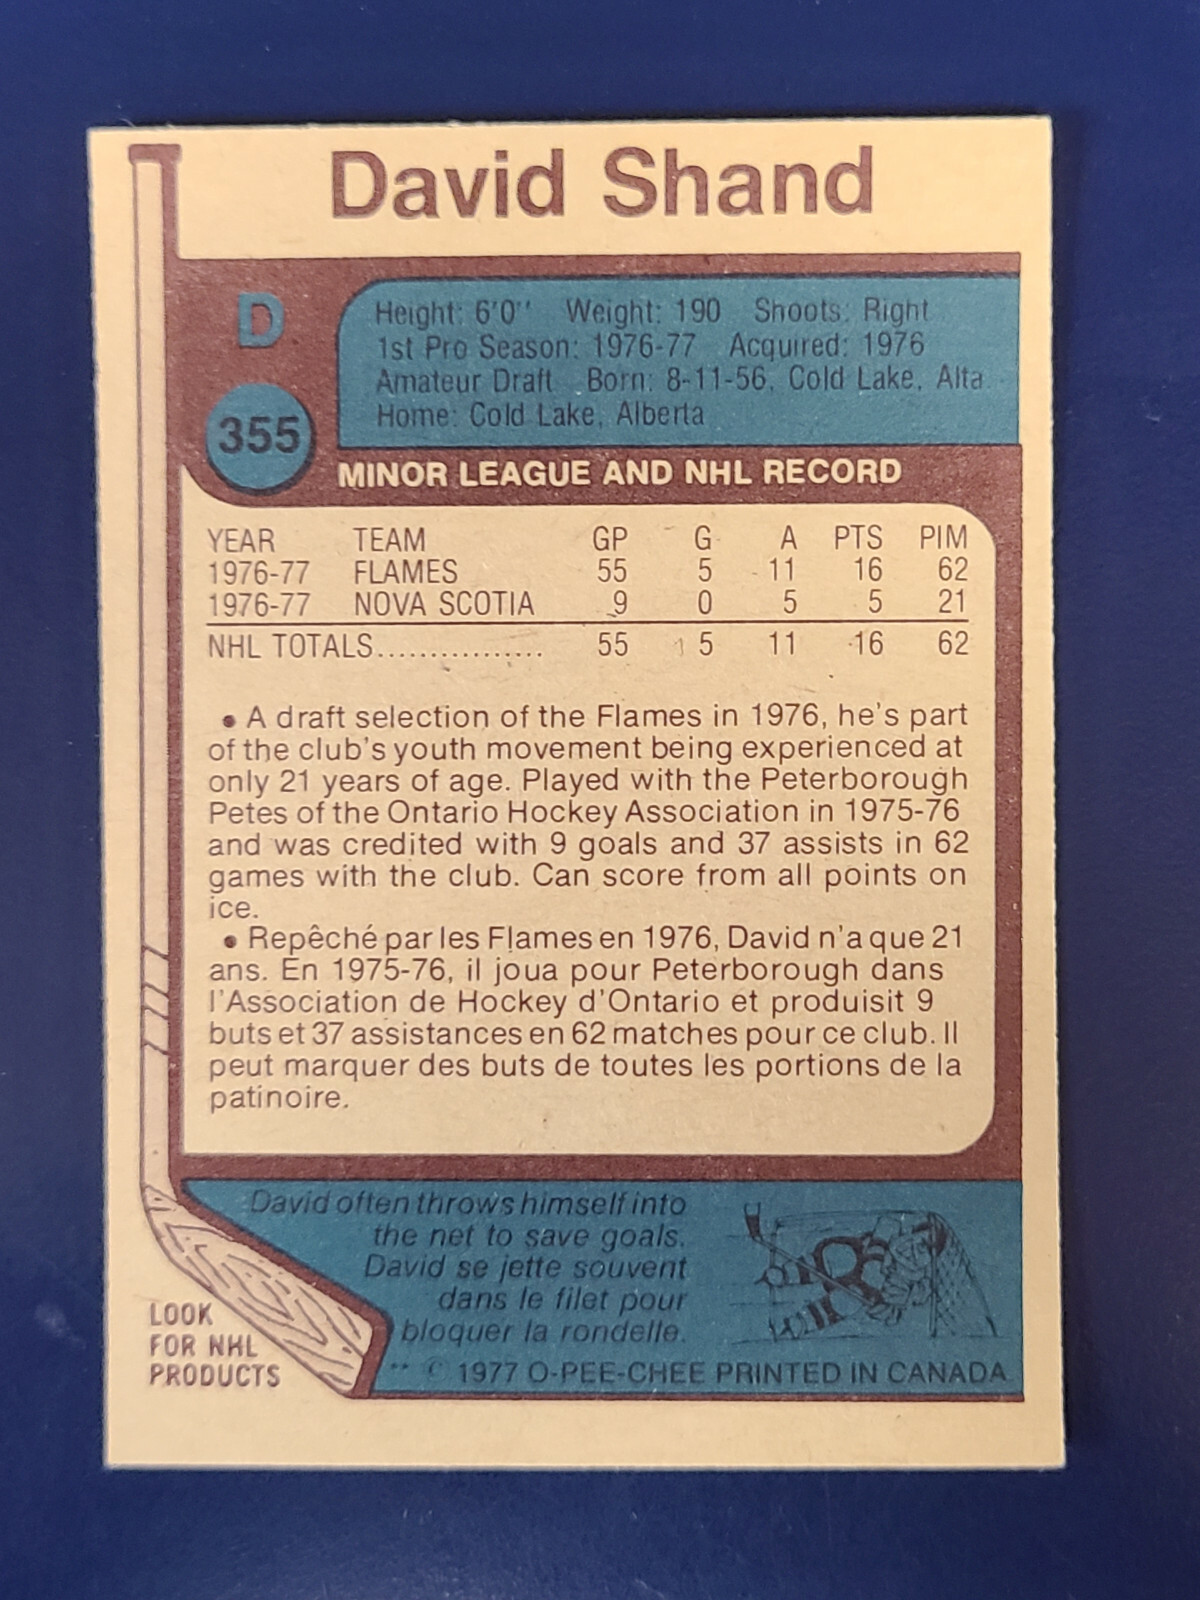 David Shand
D
355
Height: 6'0'' Weight: 190 Shoots: Right
1st Pro Season: 1976-77 Acquired: 1976
Amateur Draft Born: 8-11-56, Cold Lake, Alta.
Home: Cold Lake, Alberta
MINOR LEAGUE AND NHL RECORD
YEAR TEAM GP G A PTS PIM
1976-77 FLAMES 55 5 11 16 62
1976-77 NOVA SCOTIA 9 0 5 5 21
NHL TOTALS................ 55 5 11 16 62
• A draft selection of the Flames in 1976, he's part
of the club's youth movement being experienced at
only 21 years of age. Played with the Peterborough
Petes of the Ontario Hockey Association in 1975-76
and was credited with 9 goals and 37 assists in 62
games with the club. Can score from all points on
ice.
• Repêché par les Flames en 1976, David n'a que 21
ans. En 1975-76, il joua pour Peterborough dans
l'Association de Hockey d'Ontario et produisit 9
buts et 37 assistances en 62 matches pour ce club. Il
peut marquer des buts de toutes les portions de la
patinoire.
David often throws himself into
the net to save goals.
David se jette souvent
dans le filet pour
bloquer la rondelle.
LOOK
FOR NHL
PRODUCTS
** © 1977 O-PEE-CHEE PRINTED IN CANADA